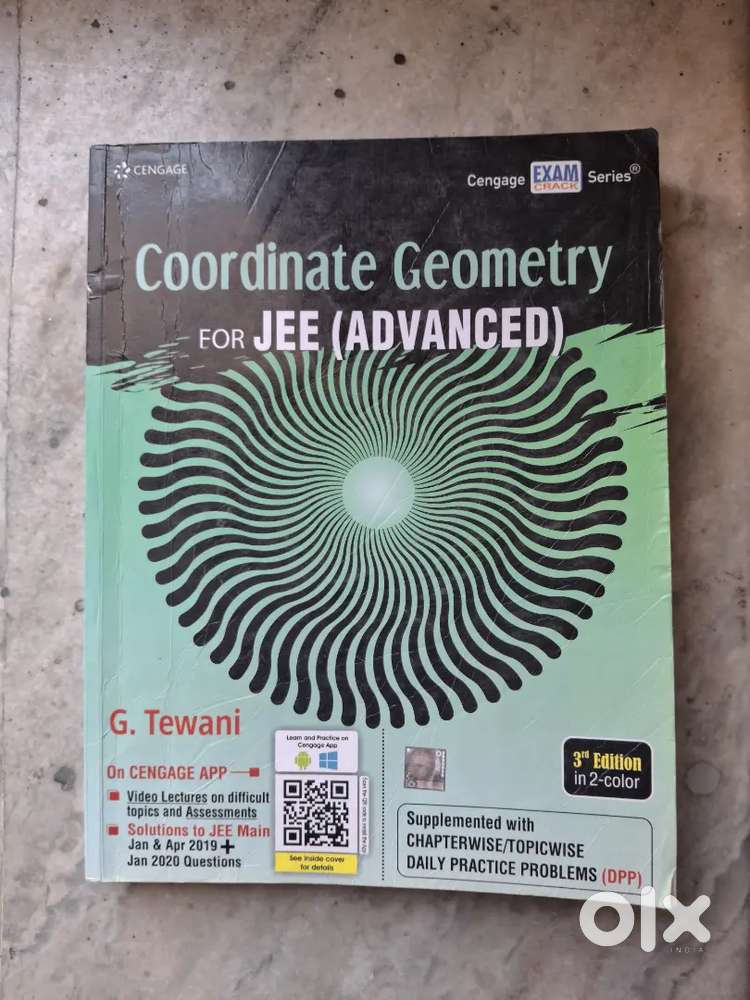 CENGAGE
Cengage EXAM CRACK Series®
Coordinate Geometry
FOR JEE (ADVANCED)
G. Tewani
On CENGAGE APP
Video Lectures on difficult
topics and Assessments
Solutions to JEE Main
Jan & Apr 2019 +
Jan 2020 Questions
Learn and Practice on
Cengage App
See inside cover
for details
3rd Edition
in 2-color
Supplemented with
CHAPTERWISE/TOPICWISE
DAILY PRACTICE PROBLEMS (DPP)
olx
INDIA